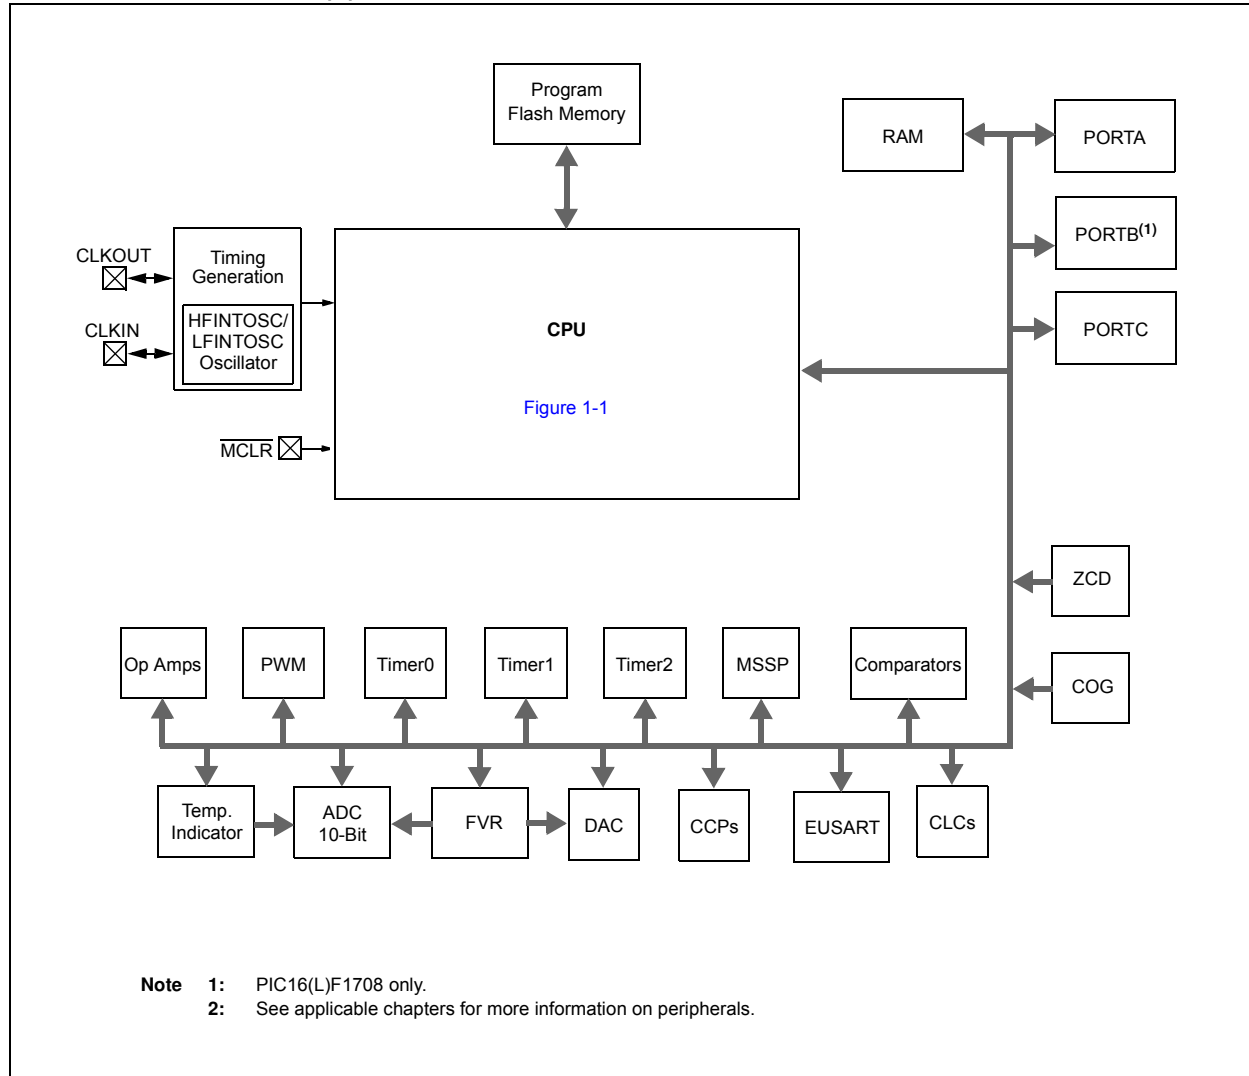 Program
Flash Memory
RAM
PORTA
PORTB(1)
PORTC
CLKOUT
Timing
Generation
HFINTOSC/
LFINTOSC
Oscillator
CLKIN
CPU
Figure 1-1
MCLR
ZCD
COG
Op Amps
PWM
Timer0
Timer1
Timer2
MSSP
Comparators
Temp.
Indicator
ADC
10-Bit
FVR
DAC
CCPs
EUSART
CLCs
Note 1: PIC16(L)F1708 only.
2: See applicable chapters for more information on peripherals.